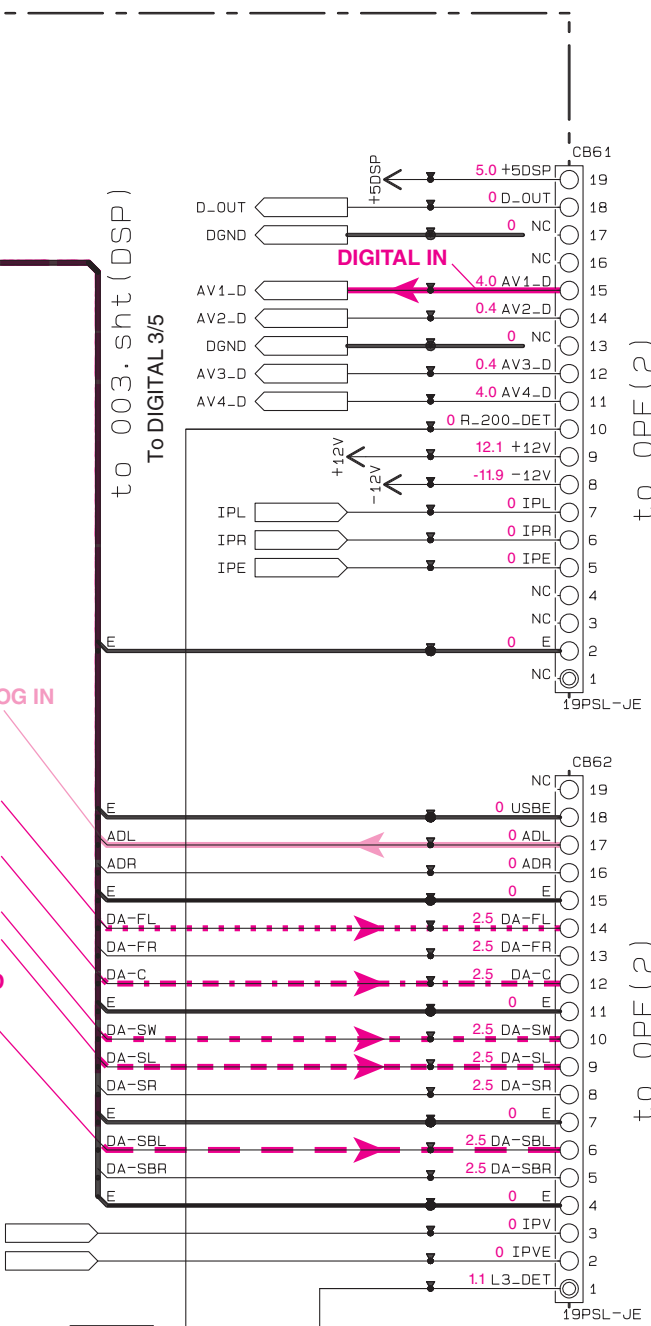 CB61
+5DSP
5.0 +5DSP 19
D_OUT 0 D_OUT 18
DGND 0 NC 17
DIGITAL IN
NC 16
AV1_D 4.0 AV1_D 15
AV2_D 0.4 AV2_D 14
DGND 0 NC 13
AV3_D 0.4 AV3_D 12
AV4_D 4.0 AV4_D 11
0 R_200_DET 10
+12V 12.1 +12V 9
-12V -11.9 -12V 8
IPL 0 IPL 7
IPR 0 IPR 6
IPE 0 IPE 5
NC 4
NC 3
E 0 E 2
NC 1
19PSL-JE
to 003.sht(DSP)
To DIGITAL 3/5
to OPE(2)
OG IN
CB62
NC 19
E 0 USBE 18
ADL 0 ADL 17
ADR 0 ADR 16
E 0 E 15
DA-FL 2.5 DA-FL 14
DA-FR 2.5 DA-FR 13
DA-C 2.5 DA-C 12
E 0 E 11
DA-SW 2.5 DA-SW 10
DA-SL 2.5 DA-SL 9
DA-SR 2.5 DA-SR 8
E 0 E 7
DA-SBL 2.5 DA-SBL 6
DA-SBR 2.5 DA-SBR 5
E 0 E 4
0 IPV 3
0 IPVE 2
1.1 L3_DET 1
19PSL-JE
to OPE(2)